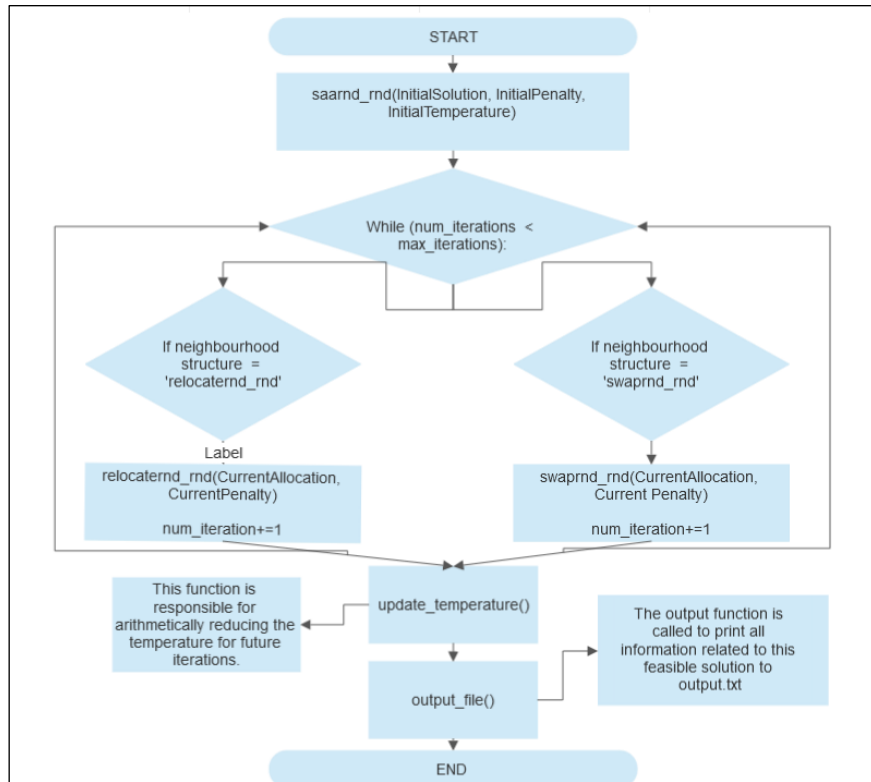 START
saarnd_rnd(InitialSolution, InitialPenalty,
InitialTemperature)
While (num_iterations <
max_iterations):
If neighbourhood
structure =
'relocaternd_rnd'
If neighbourhood
structure =
'swaprnd_rnd'
Label
relocaternd_rnd(CurrentAllocation,
CurrentPenalty)
num_iteration+=1
swaprnd_rnd(CurrentAllocation,
Current Penalty)
num_iteration+=1
This function is
responsible for
arithmetically reducing the
temperature for future
iterations.
update_temperature()
The output function is
called to print all
information related to this
feasible solution to
output.txt
output_file()
END